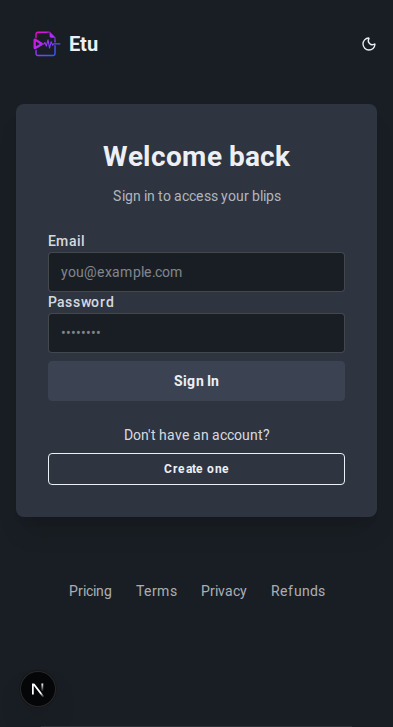 Etu
Welcome back
Sign in to access your blips
Email
you@example.com
Password
••••••••
Sign In
Don't have an account?
Create one
Pricing Terms Privacy Refunds
N